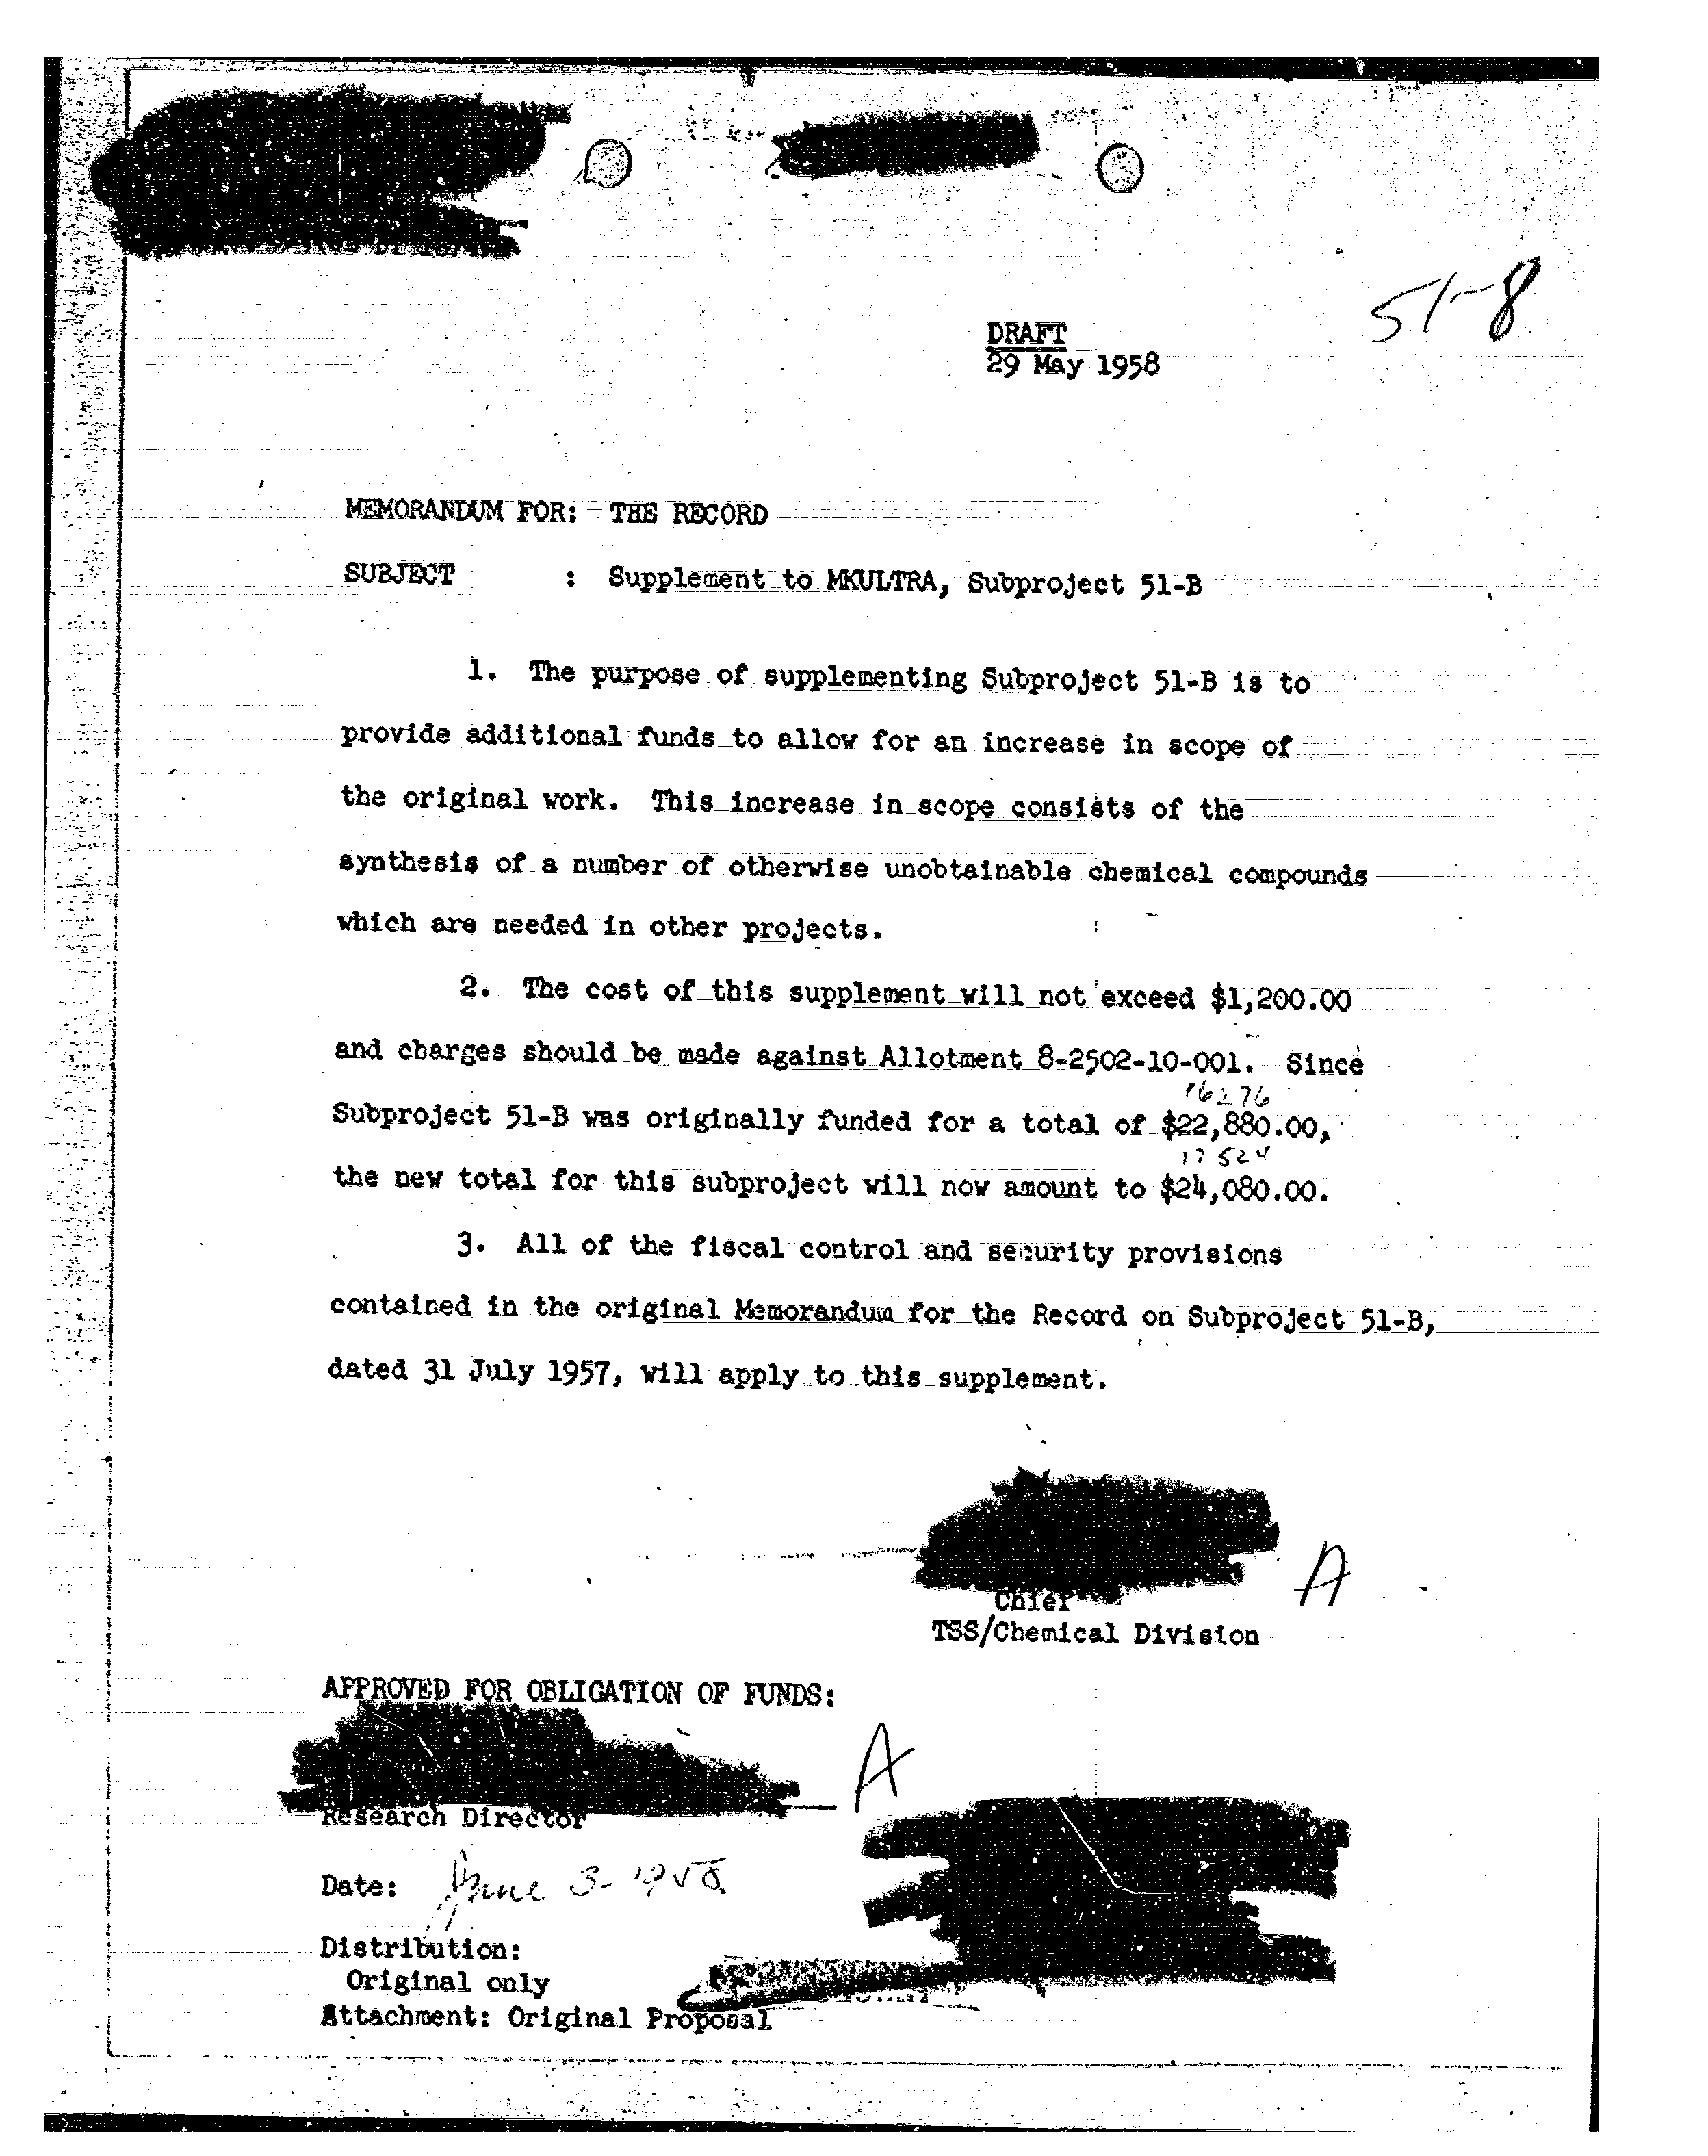 51-8
DRAFT
29 May 1958
MEMORANDUM FOR: THE RECORD
SUBJECT : Supplement to MKULTRA, Subproject 51-B
1. The purpose of supplementing Subproject 51-B is to
provide additional funds to allow for an increase in scope of
the original work. This increase in scope consists of the
synthesis of a number of otherwise unobtainable chemical compounds
which are needed in other projects.
2. The cost of this supplement will not exceed $1,200.00
and charges should be made against Allotment 8-2502-10-001. Since
16276
Subproject 51-B was originally funded for a total of $22,880.00,
17524
the new total for this subproject will now amount to $24,080.00.
3. All of the fiscal control and security provisions
contained in the original Memorandum for the Record on Subproject 51-B,
dated 31 July 1957, will apply to this supplement.
A
Chief
TSS/Chemical Division
APPROVED FOR OBLIGATION OF FUNDS:
A
Research Director
Date: June 3-1958
Distribution:
Original only
Attachment: Original Proposal